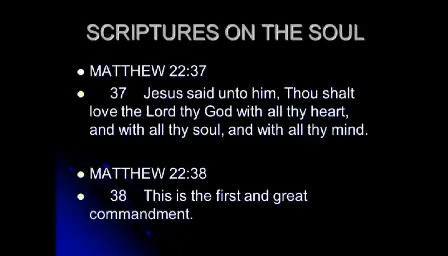 SCRIPTURES ON THE SOUL
MATTHEW 22:37
37 Jesus said unto him, Thou shalt
love the Lord thy God with all thy heart,
and with all thy soul, and with all thy mind.
MATTHEW 22:38
38 This is the first and great
commandment.